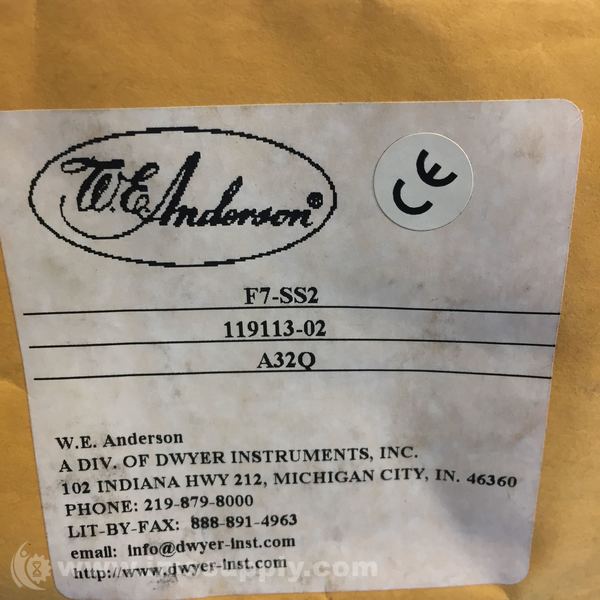 W.E. Anderson®
CE
F7-SS2
119113-02
A32Q
W.E. Anderson
A DIV. OF DWYER INSTRUMENTS, INC.
102 INDIANA HWY 212, MICHIGAN CITY, IN. 46360
PHONE: 219-879-8000
LIT-BY-FAX: 888-891-4963
email: info@dwyer-inst.com
http://www.dwyer-inst.com